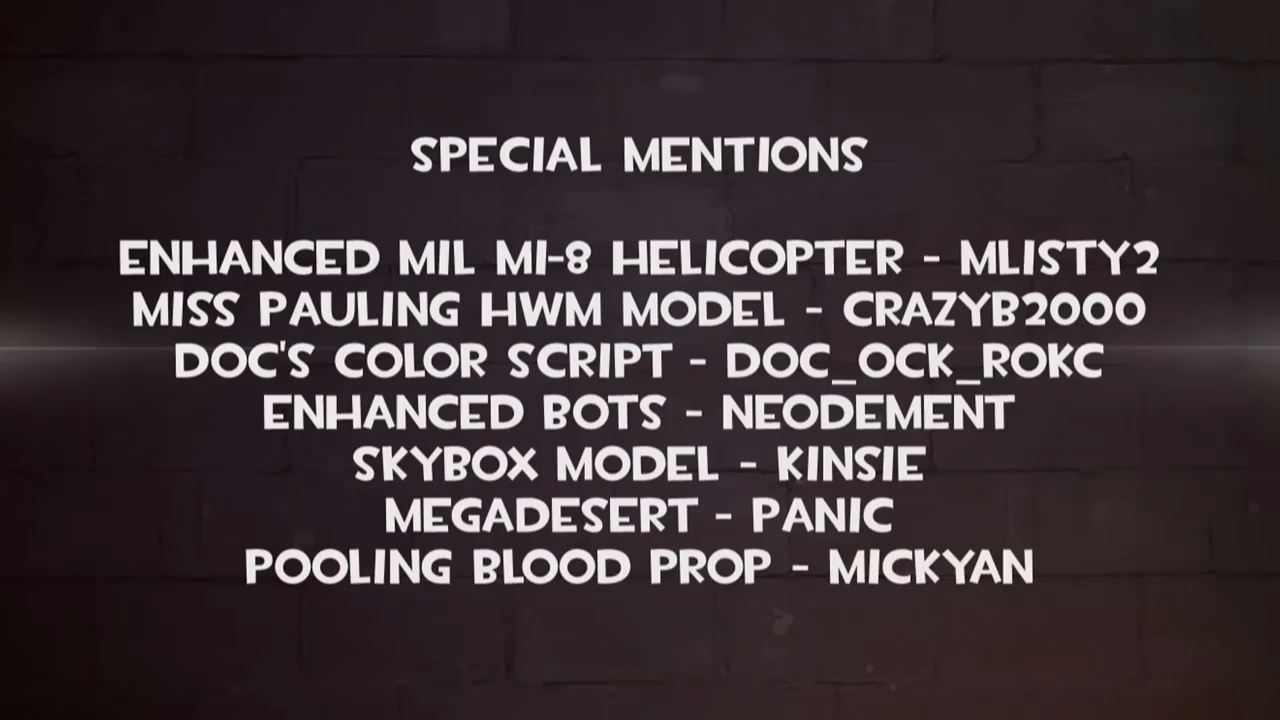 SPECIAL MENTIONS
ENHANCED MIL MI-8 HELICOPTER - MLISTY2
MISS PAULING HWM MODEL - CRAZYB2000
DOC'S COLOR SCRIPT - DOC_OCK_ROKC
ENHANCED BOTS - NEODEMENT
SKYBOX MODEL - KINSIE
MEGADESERT - PANIC
POOLING BLOOD PROP - MICKYAN